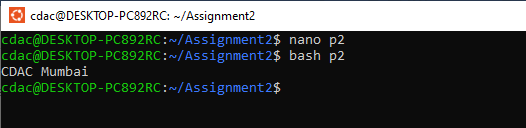 cdac@DESKTOP-PC892RC: ~/Assignment2
cdac@DESKTOP-PC892RC:~/Assignment2$ nano p2
cdac@DESKTOP-PC892RC:~/Assignment2$ bash p2
CDAC Mumbai
cdac@DESKTOP-PC892RC:~/Assignment2$